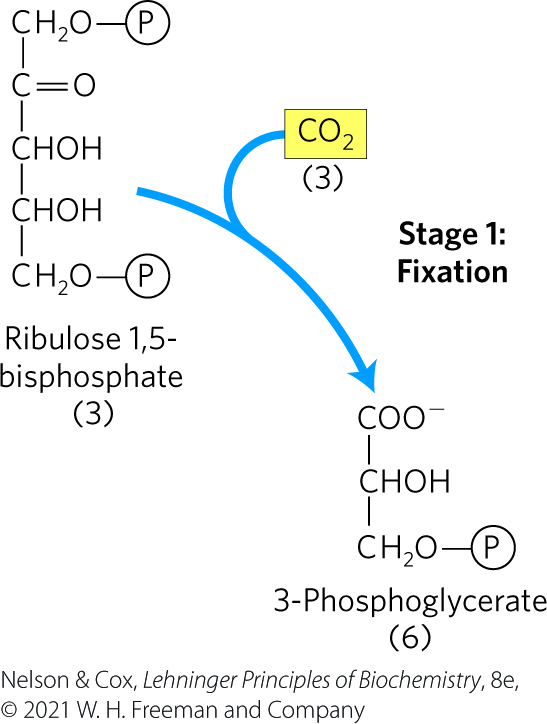 CH₂O—P
C=O
CHOH
CHOH
CH₂O—P
Ribulose 1,5-
bisphosphate
(3)
CO₂
(3)
Stage 1:
Fixation
COO⁻
CHOH
CH₂O—P
3-Phosphoglycerate
(6)
Nelson & Cox, Lehninger Principles of Biochemistry, 8e,
© 2021 W. H. Freeman and Company